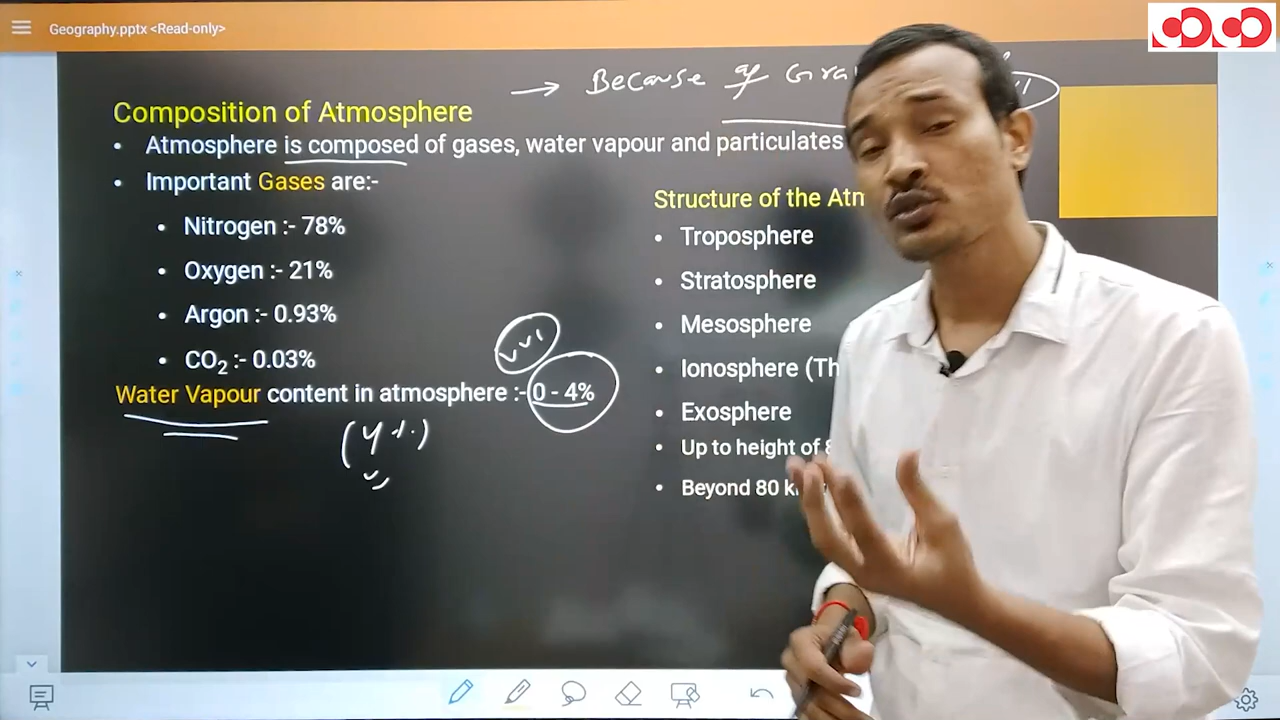 Geography.pptx <Read-only>
→ Because of Gra
Composition of Atmosphere
• Atmosphere is composed of gases, water vapour and particulates
• Important Gases are:-
• Nitrogen :- 78%
• Oxygen :- 21%
• Argon :- 0.93%
• CO₂ :- 0.03%
VVI
Water Vapour content in atmosphere :- 0 - 4%
(4%)
Structure of the Atm
• Troposphere
• Stratosphere
• Mesosphere
• Ionosphere (Th
• Exosphere
• Up to height of 8
• Beyond 80 k